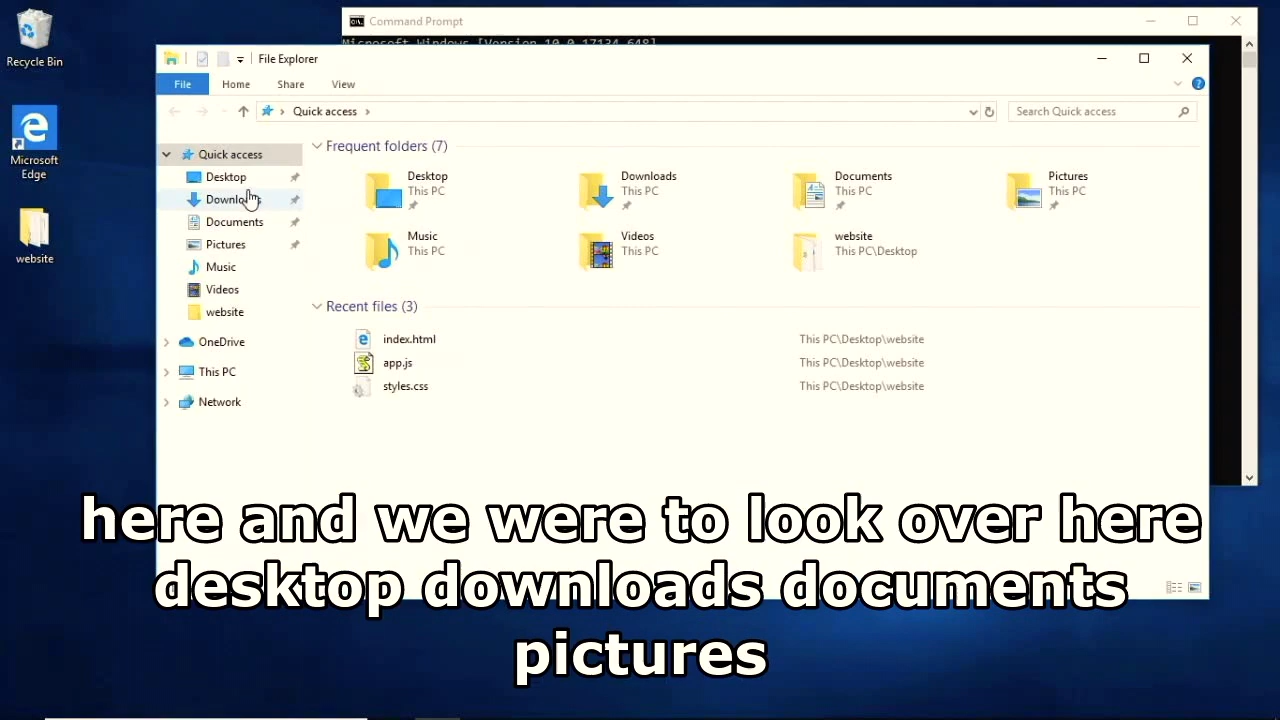 Recycle Bin
Microsoft
Edge
website
Command Prompt
Microsoft Windows [Version 10.0.17134.648]
File Explorer
File Home Share View
Quick access
Search Quick access
Quick access
Desktop
Downloads
Documents
Pictures
Music
Videos
website
OneDrive
This PC
Network
Frequent folders (7)
Desktop
This PC
Downloads
This PC
Documents
This PC
Pictures
This PC
Music
This PC
Videos
This PC
website
This PC\Desktop
Recent files (3)
index.html This PC\Desktop\website
app.js This PC\Desktop\website
styles.css This PC\Desktop\website
here and we were to look over here
desktop downloads documents
pictures